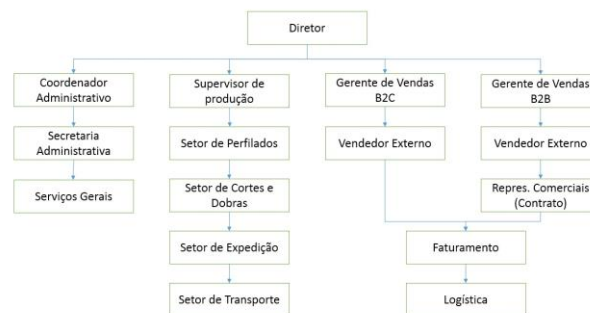 Diretor
Coordenador
Administrativo
Supervisor de
produção
Gerente de Vendas
B2C
Gerente de Vendas
B2B
Secretaria
Administrativa
Setor de Perfilados
Vendedor Externo
Vendedor Externo
Serviços Gerais
Setor de Cortes e
Dobras
Repres. Comerciais
(Contrato)
Setor de Expedição
Faturamento
Setor de Transporte
Logística